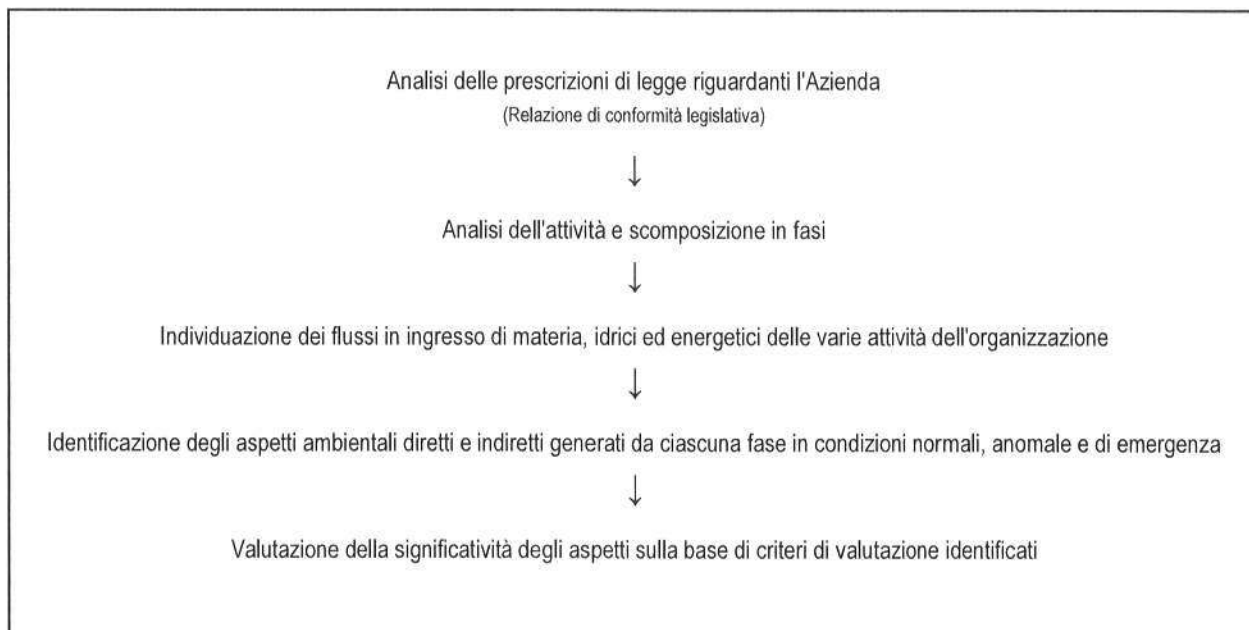 Analisi delle prescrizioni di legge riguardanti l'Azienda
(Relazione di conformità legislativa)
↓
Analisi dell'attività e scomposizione in fasi
↓
Individuazione dei flussi in ingresso di materia, idrici ed energetici delle varie attività dell'organizzazione
↓
Identificazione degli aspetti ambientali diretti e indiretti generati da ciascuna fase in condizioni normali, anomale e di emergenza
↓
Valutazione della significatività degli aspetti sulla base di criteri di valutazione identificati